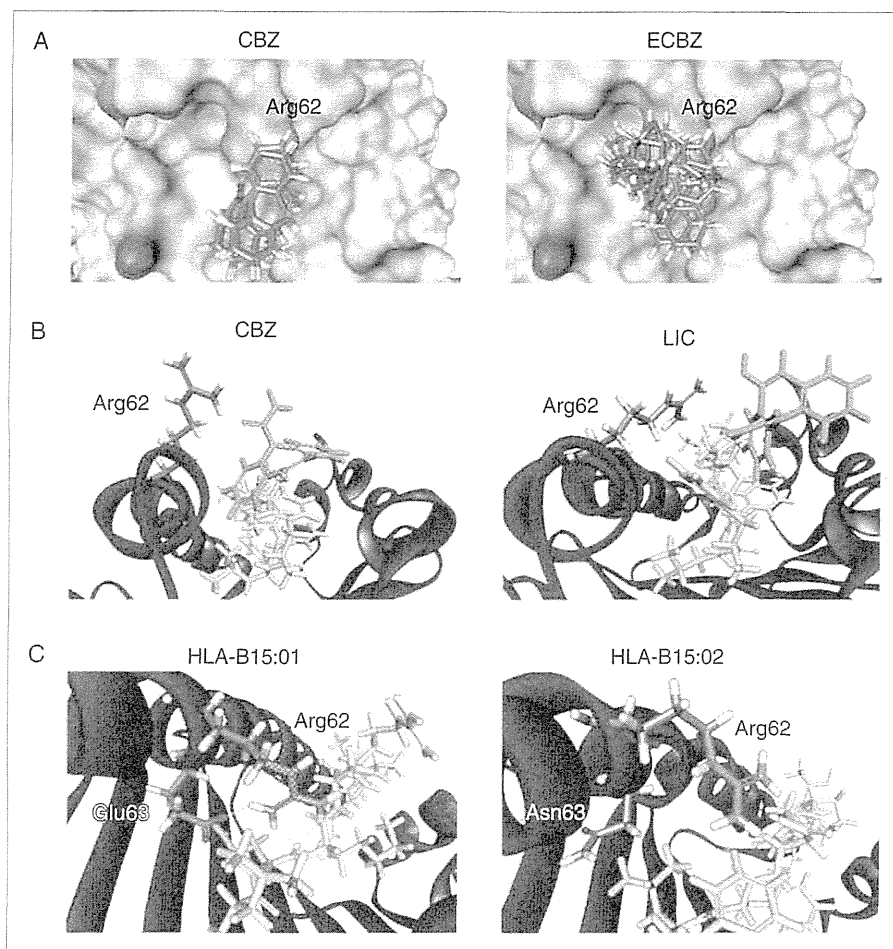 A
CBZ
ECBZ
Arg62
Arg62
B
CBZ
LIC
Arg62
Arg62
C
HLA-B15:01
HLA-B15:02
Arg62
Arg62
Glu63
Asn63